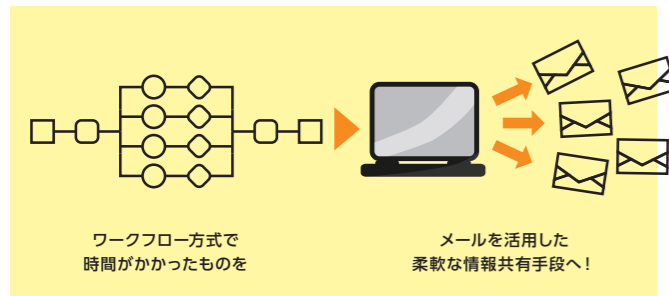 ワークフロー方式で
時間がかかったものを
メールを活用した
柔軟な情報共有手段へ!